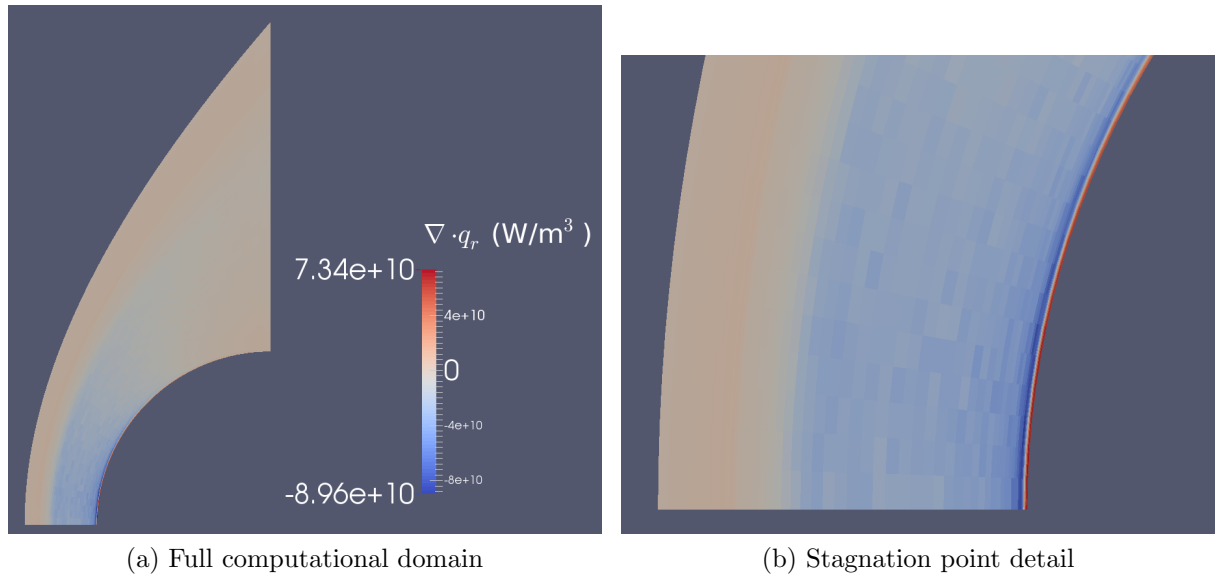 ∇ · q_r (W/m³ )
7.34e+10
4e+10
0
-4e+10
-8e+10
-8.96e+10
(a) Full computational domain
(b) Stagnation point detail